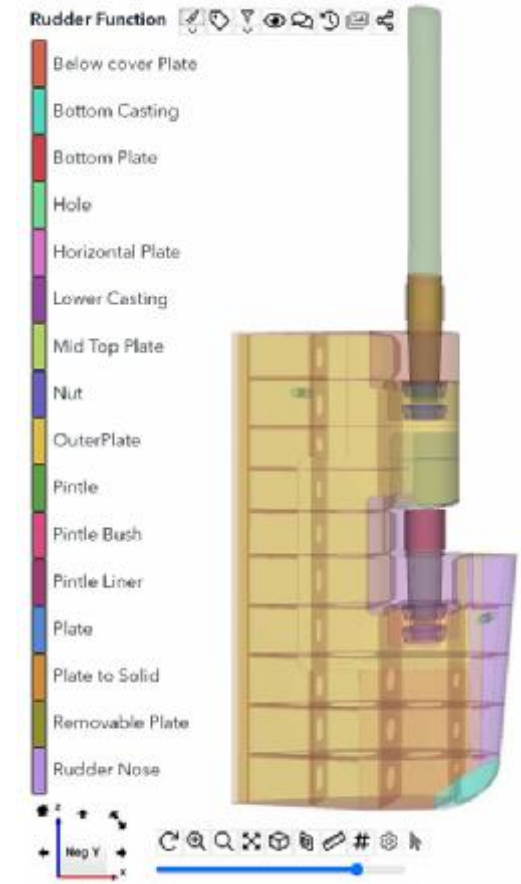 Rudder Function
Below cover Plate
Bottom Casting
Bottom Plate
Hole
Horizontal Plate
Lower Casting
Mid Top Plate
Nut
OuterPlate
Pintle
Pintle Bush
Pintle Liner
Plate
Plate to Solid
Removable Plate
Rudder Nose
z
Neg Y
x
#